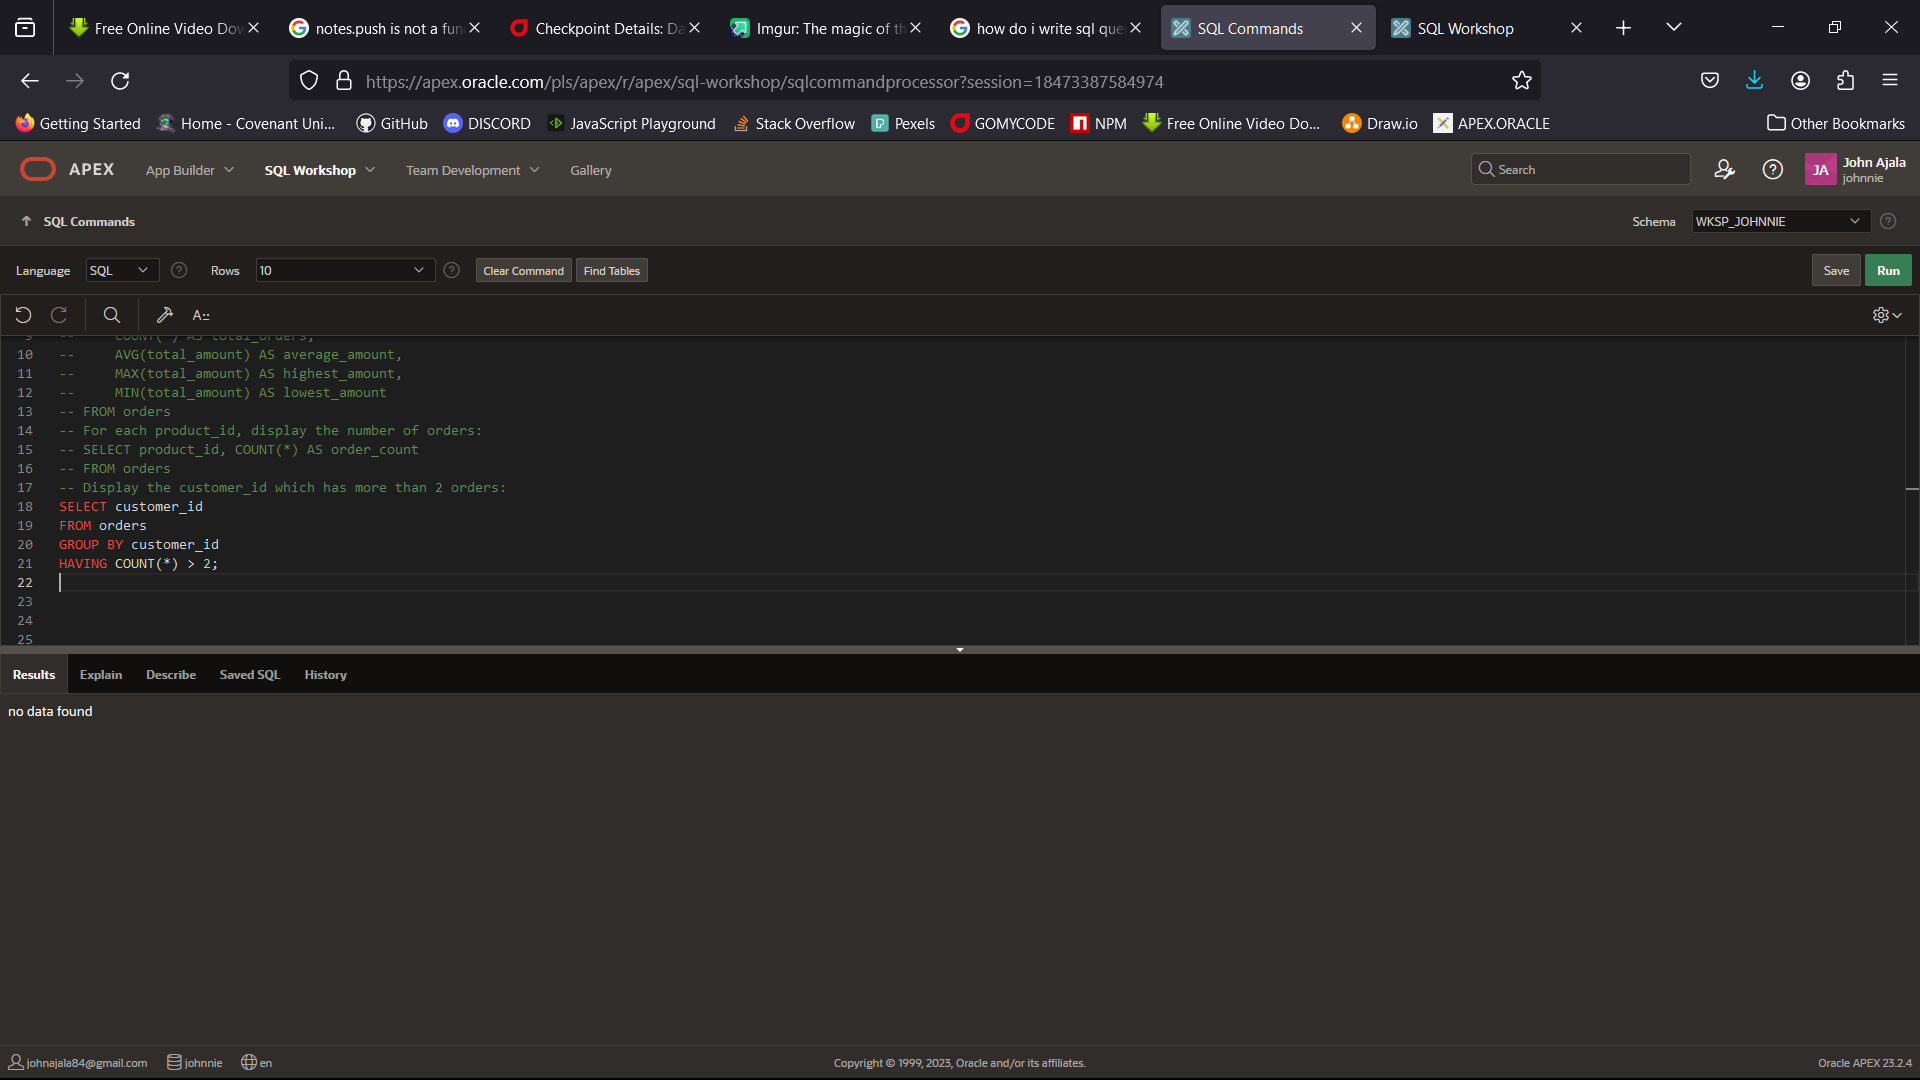 Free Online Video Dow
notes.push is not a fun
Checkpoint Details: Da
Imgur: The magic of th
how do i write sql que
SQL Commands
SQL Workshop
https://apex.oracle.com/pls/apex/r/apex/sql-workshop/sqlcommandprocessor?session=18473387584974
Getting Started
Home - Covenant Uni...
GitHub
DISCORD
JavaScript Playground
Stack Overflow
Pexels
GOMYCODE
NPM
Free Online Video Do...
Draw.io
APEX.ORACLE
Other Bookmarks
APEX
App Builder
SQL Workshop
Team Development
Gallery
Search
JA
John Ajala
johnnie
SQL Commands
Schema
WKSP_JOHNNIE
Language
SQL
Rows
10
Clear Command
Find Tables
Save
Run
A::
9 -- COUNT(*) AS total_orders,
10 -- AVG(total_amount) AS average_amount,
11 -- MAX(total_amount) AS highest_amount,
12 -- MIN(total_amount) AS lowest_amount
13 -- FROM orders
14 -- For each product_id, display the number of orders:
15 -- SELECT product_id, COUNT(*) AS order_count
16 -- FROM orders
17 -- Display the customer_id which has more than 2 orders:
18 SELECT customer_id
19 FROM orders
20 GROUP BY customer_id
21 HAVING COUNT(*) > 2;
22
23
24
25
Results
Explain
Describe
Saved SQL
History
no data found
johnajala84@gmail.com
johnnie
en
Copyright © 1999, 2023, Oracle and/or its affiliates.
Oracle APEX 23.2.4